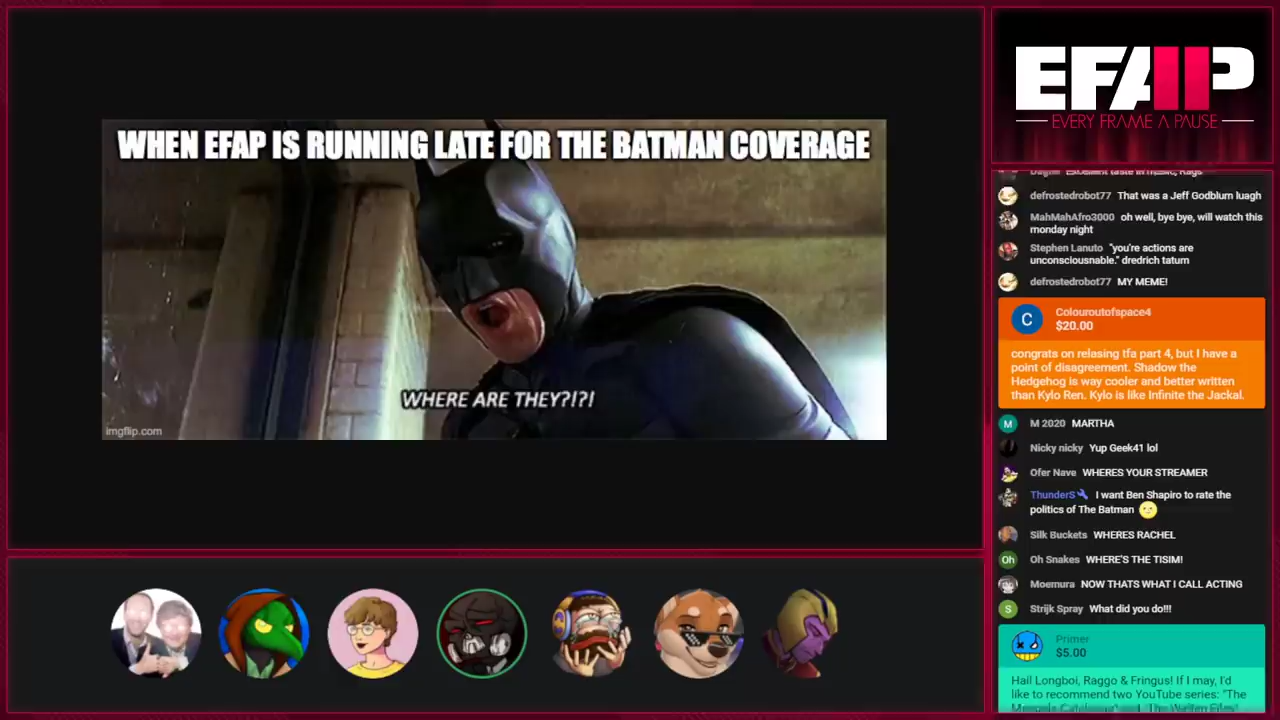 WHEN EFAP IS RUNNING LATE FOR THE BATMAN COVERAGE
WHERE ARE THEY?!?!
imgflip.com
EFAP
EVERY FRAME A PAUSE
Excellent taste in music, Rags
defrostedrobot77 That was a Jeff Godblum luagh
MahMahAfro3000 oh well, bye bye, will watch this
monday night
Stephen Lanuto "you're actions are
unconsciousnable." dredrich tatum
defrostedrobot77 MY MEME!
C
Colouroutofspace4
$20.00
congrats on relasing tfa part 4, but I have a
point of disagreement. Shadow the
Hedgehog is way cooler and better written
than Kylo Ren. Kylo is like Infinite the Jackal.
M M 2020 MARTHA
Nicky nicky Yup Geek41 lol
Ofer Nave WHERES YOUR STREAMER
ThunderS I want Ben Shapiro to rate the
politics of The Batman
Silk Buckets WHERES RACHEL
Oh Oh Snakes WHERE'S THE TISIM!
Moemura NOW THATS WHAT I CALL ACTING
S Strijk Spray What did you do!!!
Primer
$5.00
Hail Longboi, Raggo & Fringus! If I may, I'd
like to recommend two YouTube series: "The